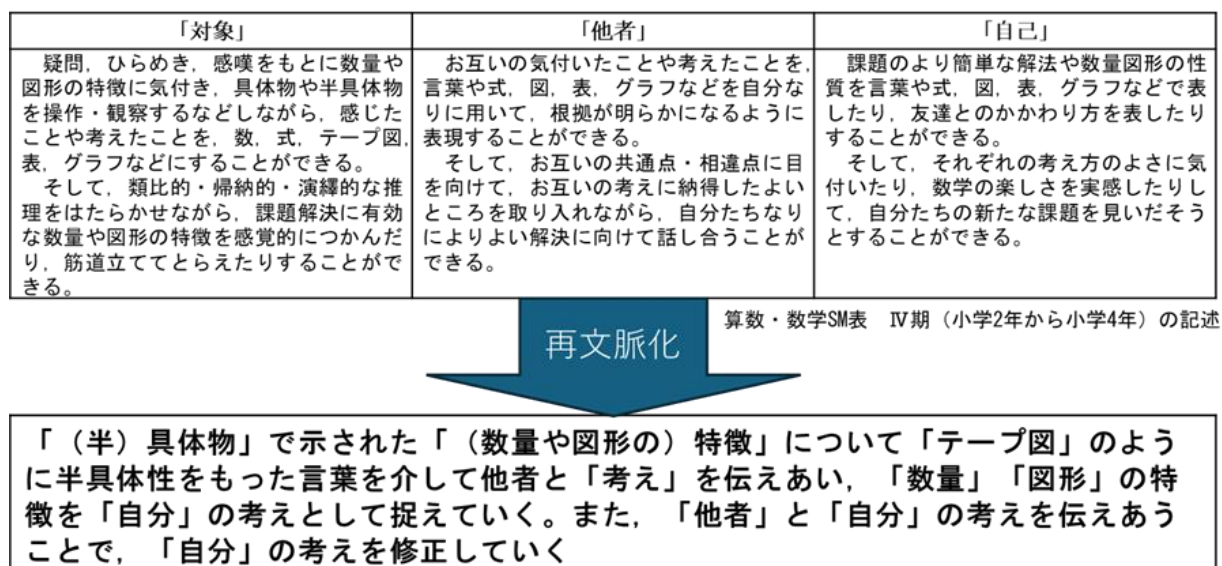 「対象」
疑問，ひらめき，感嘆をもとに数量や
図形の特徴に気付き，具体物や半具体物
を操作・観察するなどしながら，感じた
ことや考えたことを，数，式，テープ図，
表，グラフなどにすることができる。
そして，類比的・帰納的・演繹的な推
理をはたらかせながら，課題解決に有効
な数量や図形の特徴を感覚的につかんだ
り，筋道立ててとらえたりすることがで
きる。
「他者」
お互いの気付いたことや考えたことを，
言葉や式，図，表，グラフなどを自分な
りに用いて，根拠が明らかになるように
表現することができる。
そして，お互いの共通点・相違点に目
を向けて，お互いの考えに納得したよい
ところを取り入れながら，自分たちなり
によりよい解決に向けて話し合うことが
できる。
「自己」
課題のより簡単な解法や数量図形の性
質を言葉や式，図，表，グラフなどで表
したり，友達とのかかわり方を表したり
することができる。
そして，それぞれの考え方のよさに気
付いたり，数学の楽しさを実感したりし
て，自分たちの新たな課題を見いだそう
とすることができる。
算数・数学SM表　Ⅳ期（小学2年から小学4年）の記述
再文脈化
「（半）具体物」で示された「（数量や図形の）特徴」について「テープ図」のよう
に半具体性をもった言葉を介して他者と「考え」を伝えあい，「数量」「図形」の特
徴を「自分」の考えとして捉えていく。また，「他者」と「自分」の考えを伝えあう
ことで，「自分」の考えを修正していく